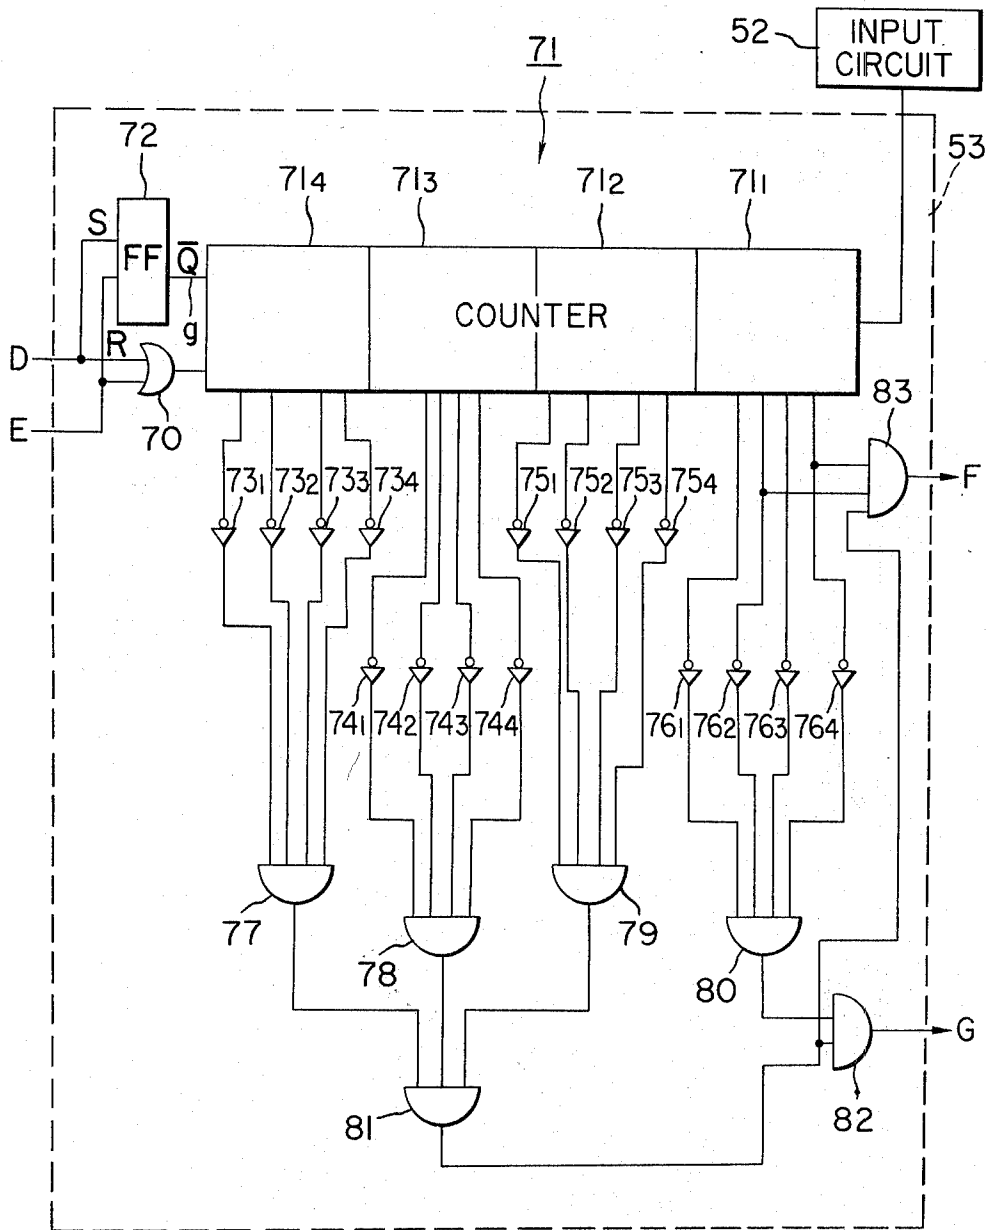 52
INPUT
CIRCUIT
71
72
53
71₄
71₃
71₂
71₁
S
FF
Q̅
g
COUNTER
D
R
E
70
83
F
73₁
73₂
73₃
73₄
75₁
75₂
75₃
75₄
74₁
74₂
74₃
74₄
76₁
76₂
76₃
76₄
77
78
79
80
G
81
82